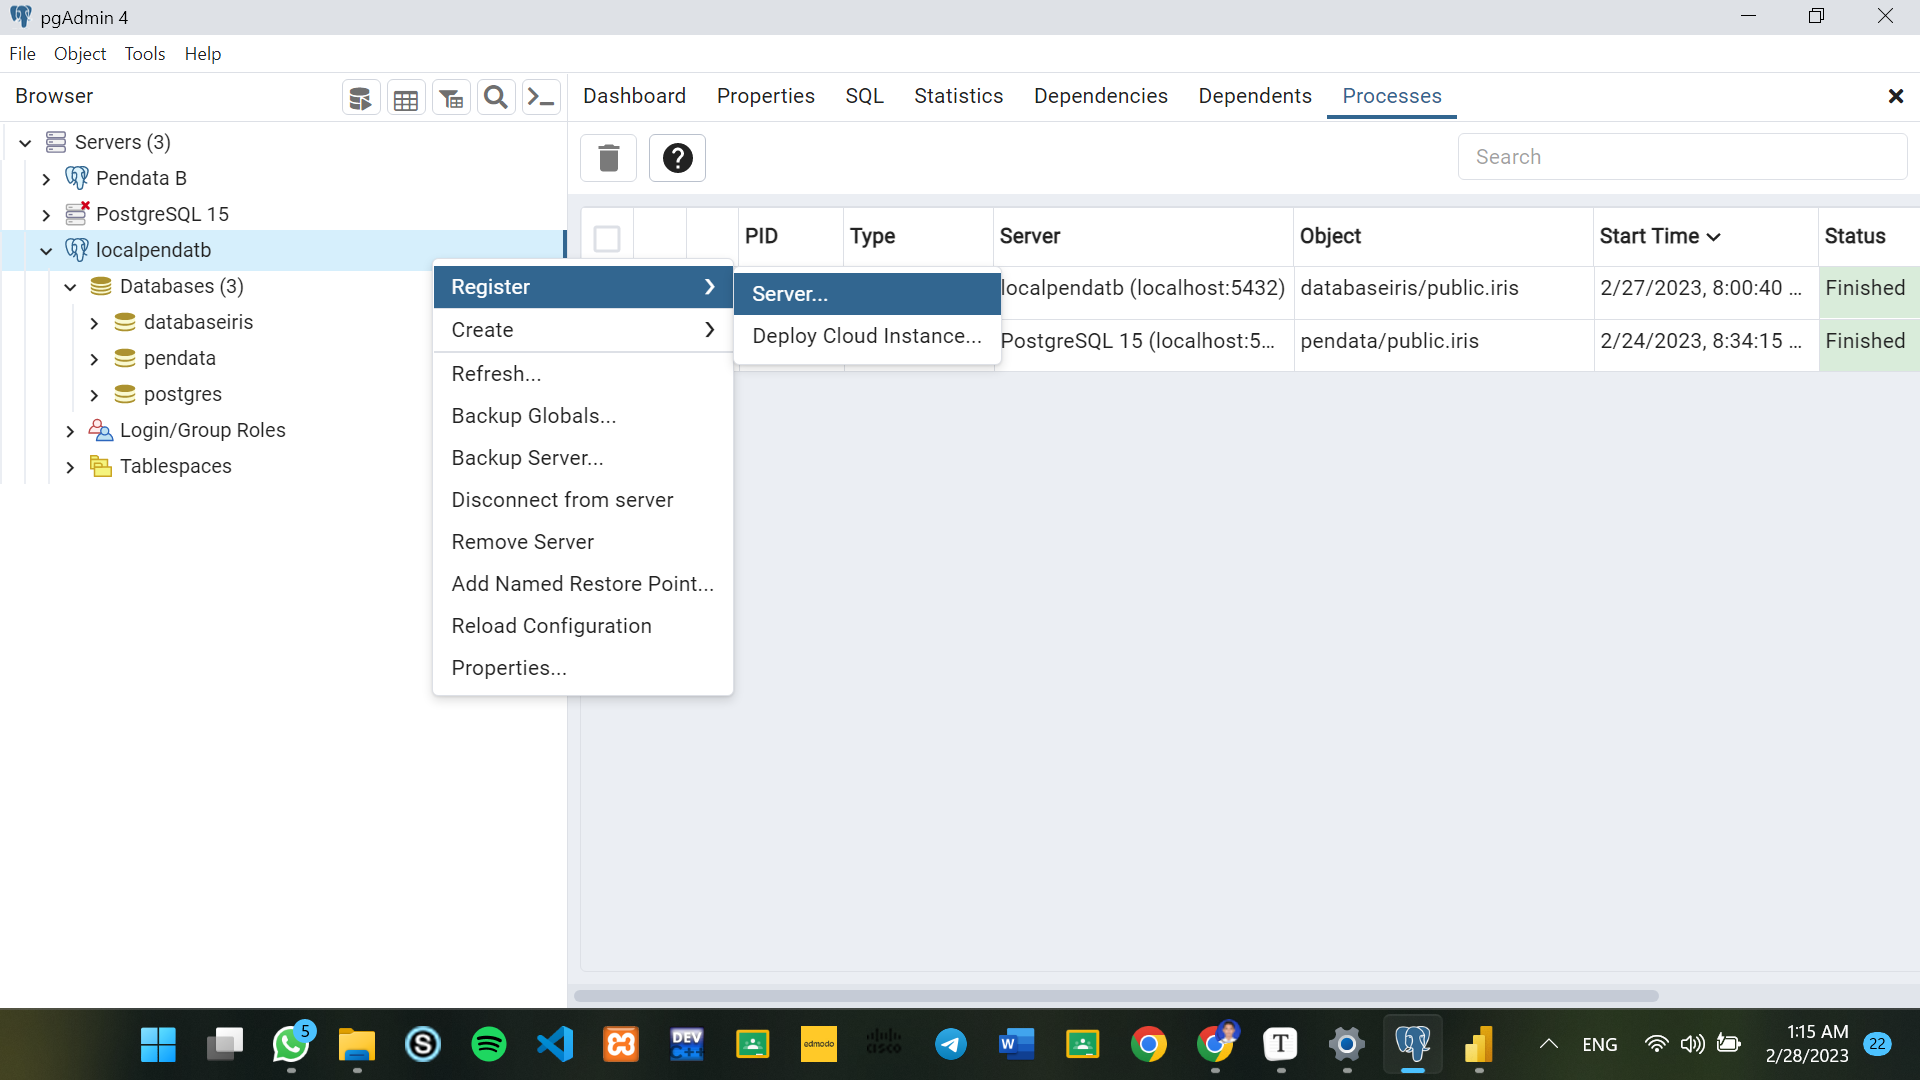 pgAdmin 4
File Object Tools Help
Browser
Dashboard Properties SQL Statistics Dependencies Dependents Processes
Servers (3)
Pendata B
PostgreSQL 15
localpendatb
Databases (3)
databaseiris
pendata
postgres
Login/Group Roles
Tablespaces
Register
Create
Refresh...
Backup Globals...
Backup Server...
Disconnect from server
Remove Server
Add Named Restore Point...
Reload Configuration
Properties...
Server...
Deploy Cloud Instance...
Search
PID Type Server Object Start Time Status
localpendatb (localhost:5432) databaseiris/public.iris 2/27/2023, 8:00:40 ... Finished
PostgreSQL 15 (localhost:5... pendata/public.iris 2/24/2023, 8:34:15 ... Finished
5
S
DEV
C++
edmodo
cisco
W
T
ENG
1:15 AM
2/28/2023
22